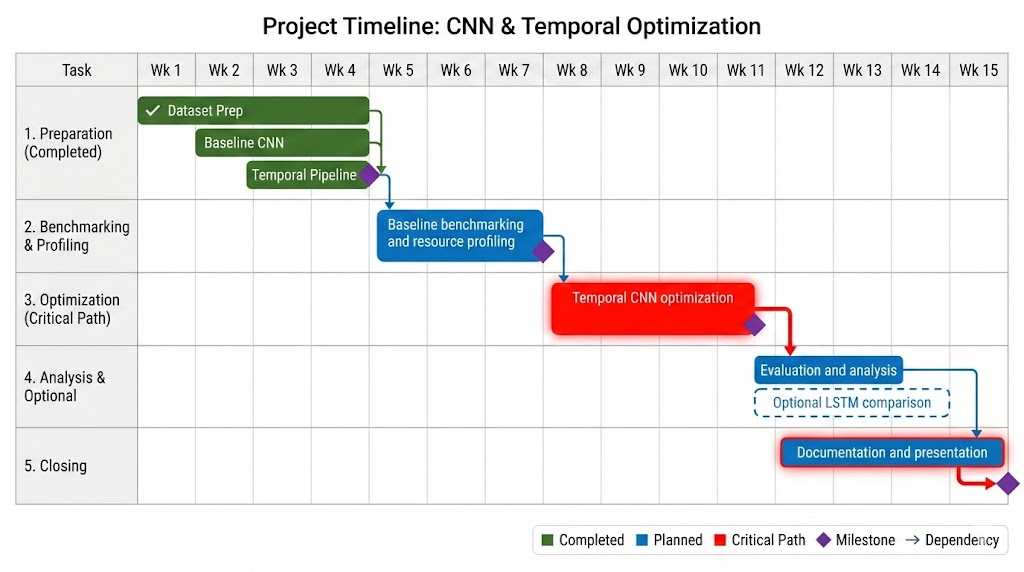 Project Timeline: CNN & Temporal Optimization
Task
Wk 1
Wk 2
Wk 3
Wk 4
Wk 5
Wk 6
Wk 7
Wk 8
Wk 9
Wk 10
Wk 11
Wk 12
Wk 13
Wk 14
Wk 15
1. Preparation
(Completed)
Dataset Prep
Baseline CNN
Temporal Pipeline
2. Benchmarking
& Profiling
Baseline benchmarking
and resource profiling
3. Optimization
(Critical Path)
Temporal CNN optimization
4. Analysis &
Optional
Evaluation and analysis
Optional LSTM comparison
5. Closing
Documentation and presentation
Completed
Planned
Critical Path
Milestone
Dependency